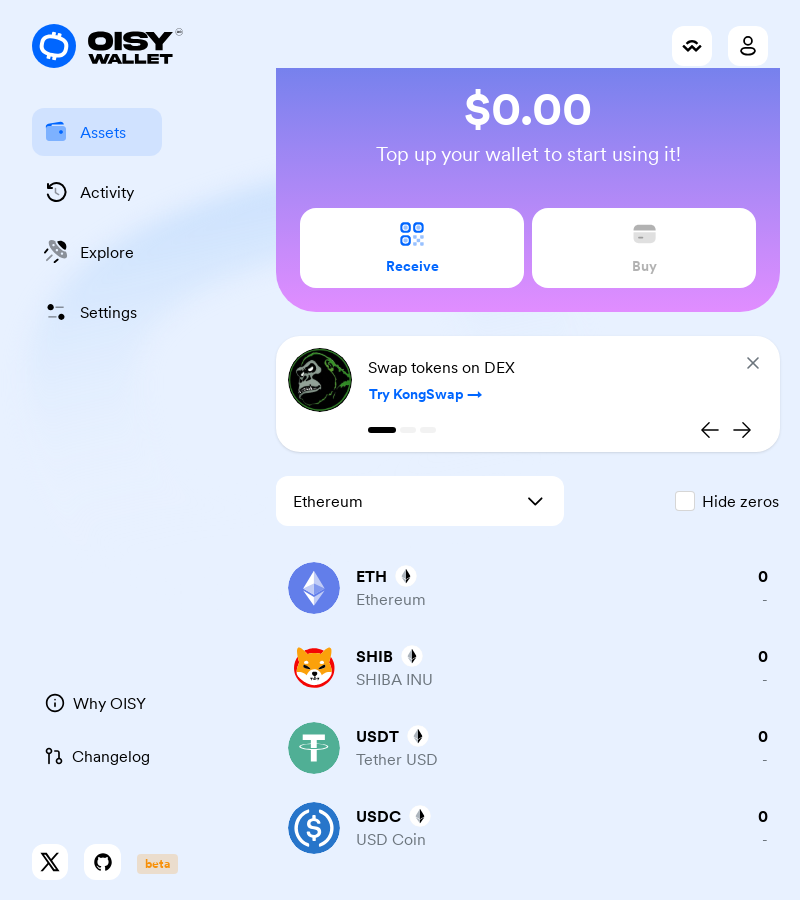 OISY
WALLET
Assets
Activity
Explore
Settings
Why OISY
Changelog
beta
$0.00
Top up your wallet to start using it!
Receive
Buy
Swap tokens on DEX
Try KongSwap →
Ethereum
Hide zeros
ETH 0
Ethereum -
SHIB 0
SHIBA INU -
USDT 0
Tether USD -
USDC 0
USD Coin -